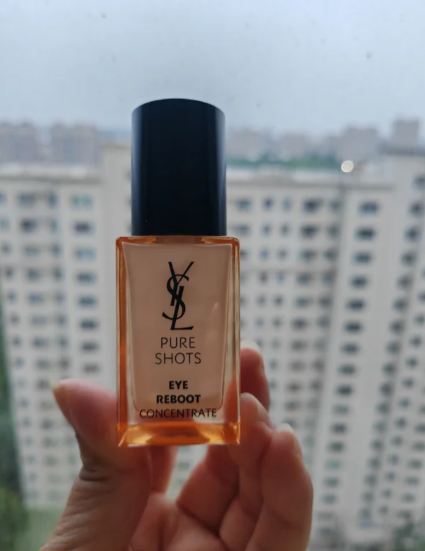 YSL
PURE
SHOTS
EYE
REBOOT
CONCENTRATE